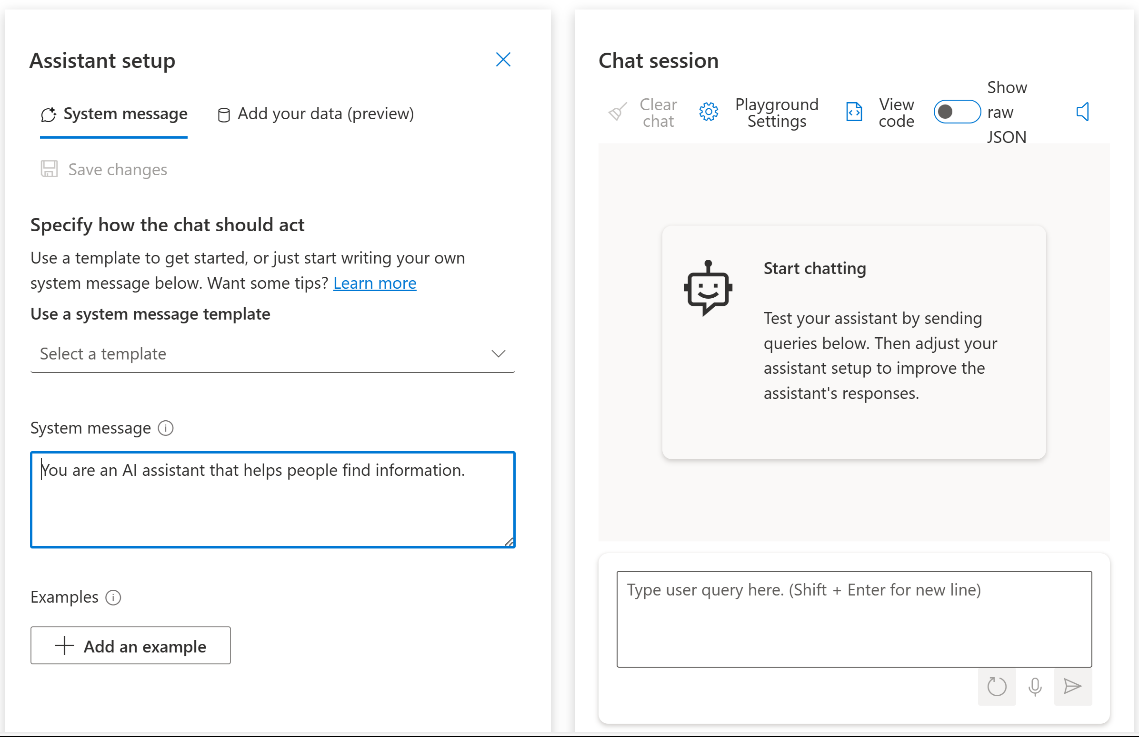 Assistant setup
System message
Add your data (preview)
Save changes
Specify how the chat should act
Use a template to get started, or just start writing your own
system message below. Want some tips? Learn more
Use a system message template
Select a template
System message
You are an AI assistant that helps people find information.
Examples
Add an example
Chat session
Clear
chat
Playground
Settings
View
code
Show
raw
JSON
Start chatting
Test your assistant by sending
queries below. Then adjust your
assistant setup to improve the
assistant's responses.
Type user query here. (Shift + Enter for new line)